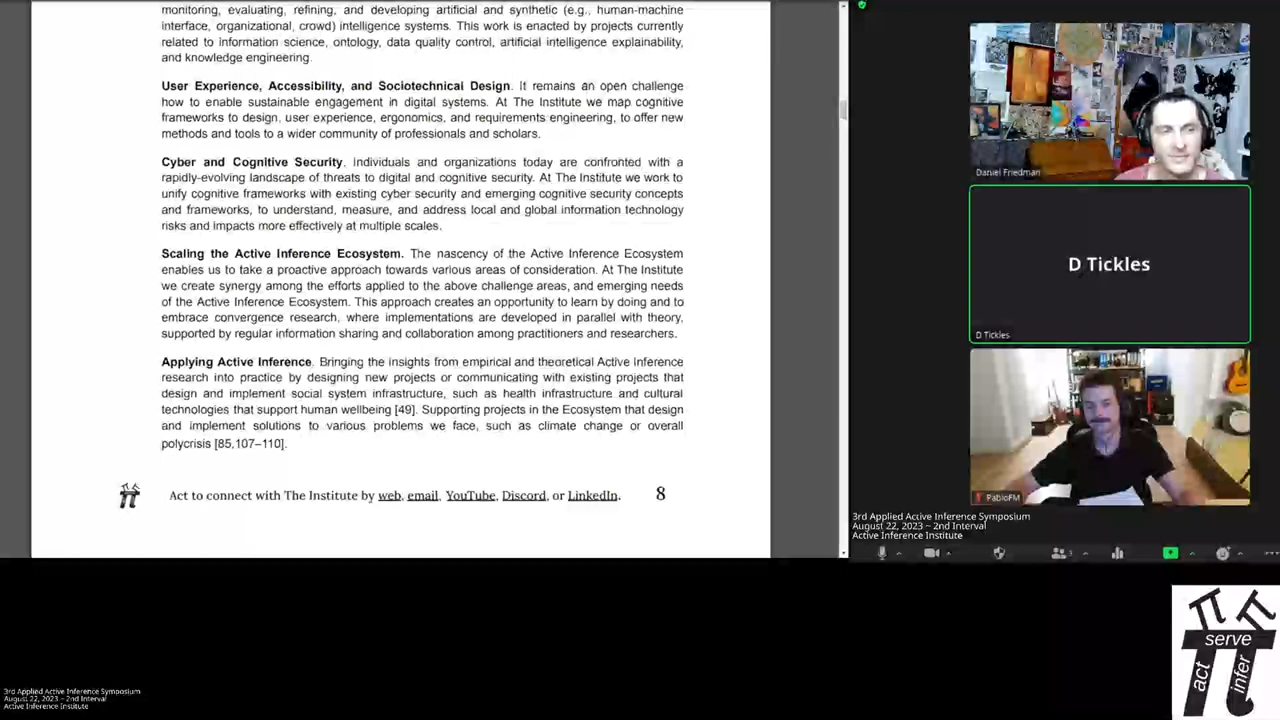 monitoring, evaluating, refining, and developing artificial and synthetic (e.g., human-machine
interface, organizational, crowd) intelligence systems. This work is enacted by projects currently
related to information science, ontology, data quality control, artificial intelligence explainability,
and knowledge engineering.
User Experience, Accessibility, and Sociotechnical Design. It remains an open challenge
how to enable sustainable engagement in digital systems. At The Institute we map cognitive
frameworks to design, user experience, ergonomics, and requirements engineering, to offer new
methods and tools to a wider community of professionals and scholars.
Cyber and Cognitive Security. Individuals and organizations today are confronted with a
rapidly-evolving landscape of threats to digital and cognitive security. At The Institute we work to
unify cognitive frameworks with existing cyber security and emerging cognitive security concepts
and frameworks, to understand, measure, and address local and global information technology
risks and impacts more effectively at multiple scales.
Scaling the Active Inference Ecosystem. The nascency of the Active Inference Ecosystem
enables us to take a proactive approach towards various areas of consideration. At The Institute
we create synergy among the efforts applied to the above challenge areas, and emerging needs
of the Active Inference Ecosystem. This approach creates an opportunity to learn by doing and to
embrace convergence research, where implementations are developed in parallel with theory,
supported by regular information sharing and collaboration among practitioners and researchers.
Applying Active Inference. Bringing the insights from empirical and theoretical Active Inference
research into practice by designing new projects or communicating with existing projects that
design and implement social system infrastructure, such as health infrastructure and cultural
technologies that support human wellbeing [49]. Supporting projects in the Ecosystem that design
and implement solutions to various problems we face, such as climate change or overall
polycrisis [85,107–110].
Act to connect with The Institute by web, email, YouTube, Discord, or LinkedIn. 8
Daniel Friedman
D Tickles
D Tickles
PabloFM
3rd Applied Active Inference Symposium
August 22, 2023 ~ 2nd Interval
Active Inference Institute
3
serve
act
infer
3rd Applied Active Inference Symposium
August 22, 2023 ~ 2nd Interval
Active Inference Institute